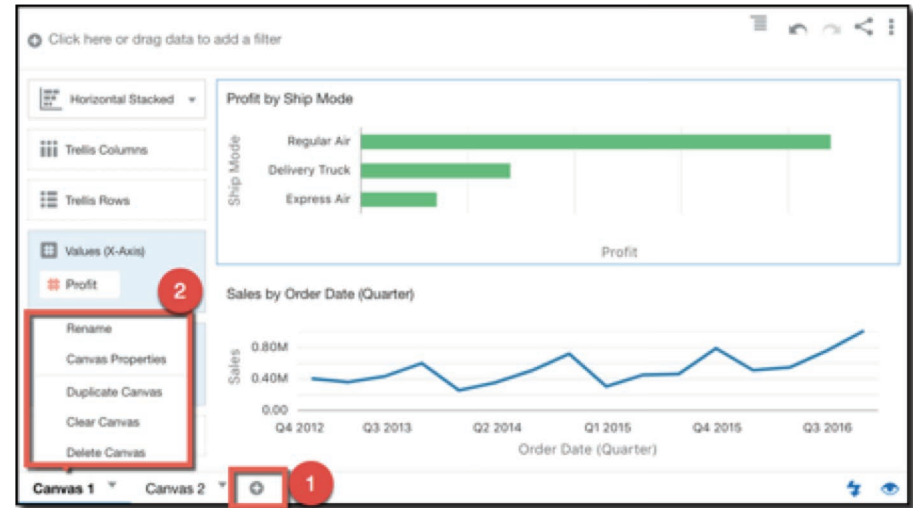 Click here or drag data to add a filter
Horizontal Stacked
Trellis Columns
Trellis Rows
Values (X-Axis)
Profit
2
Rename
Canvas Properties
Duplicate Canvas
Clear Canvas
Delete Canvas
Profit by Ship Mode
Ship Mode
Regular Air
Delivery Truck
Express Air
Profit
Sales by Order Date (Quarter)
Sales
0.80M
0.40M
0.00
Q4 2012 Q3 2013 Q2 2014 Q1 2015 Q4 2015 Q3 2016
Order Date (Quarter)
Canvas 1 Canvas 2 1